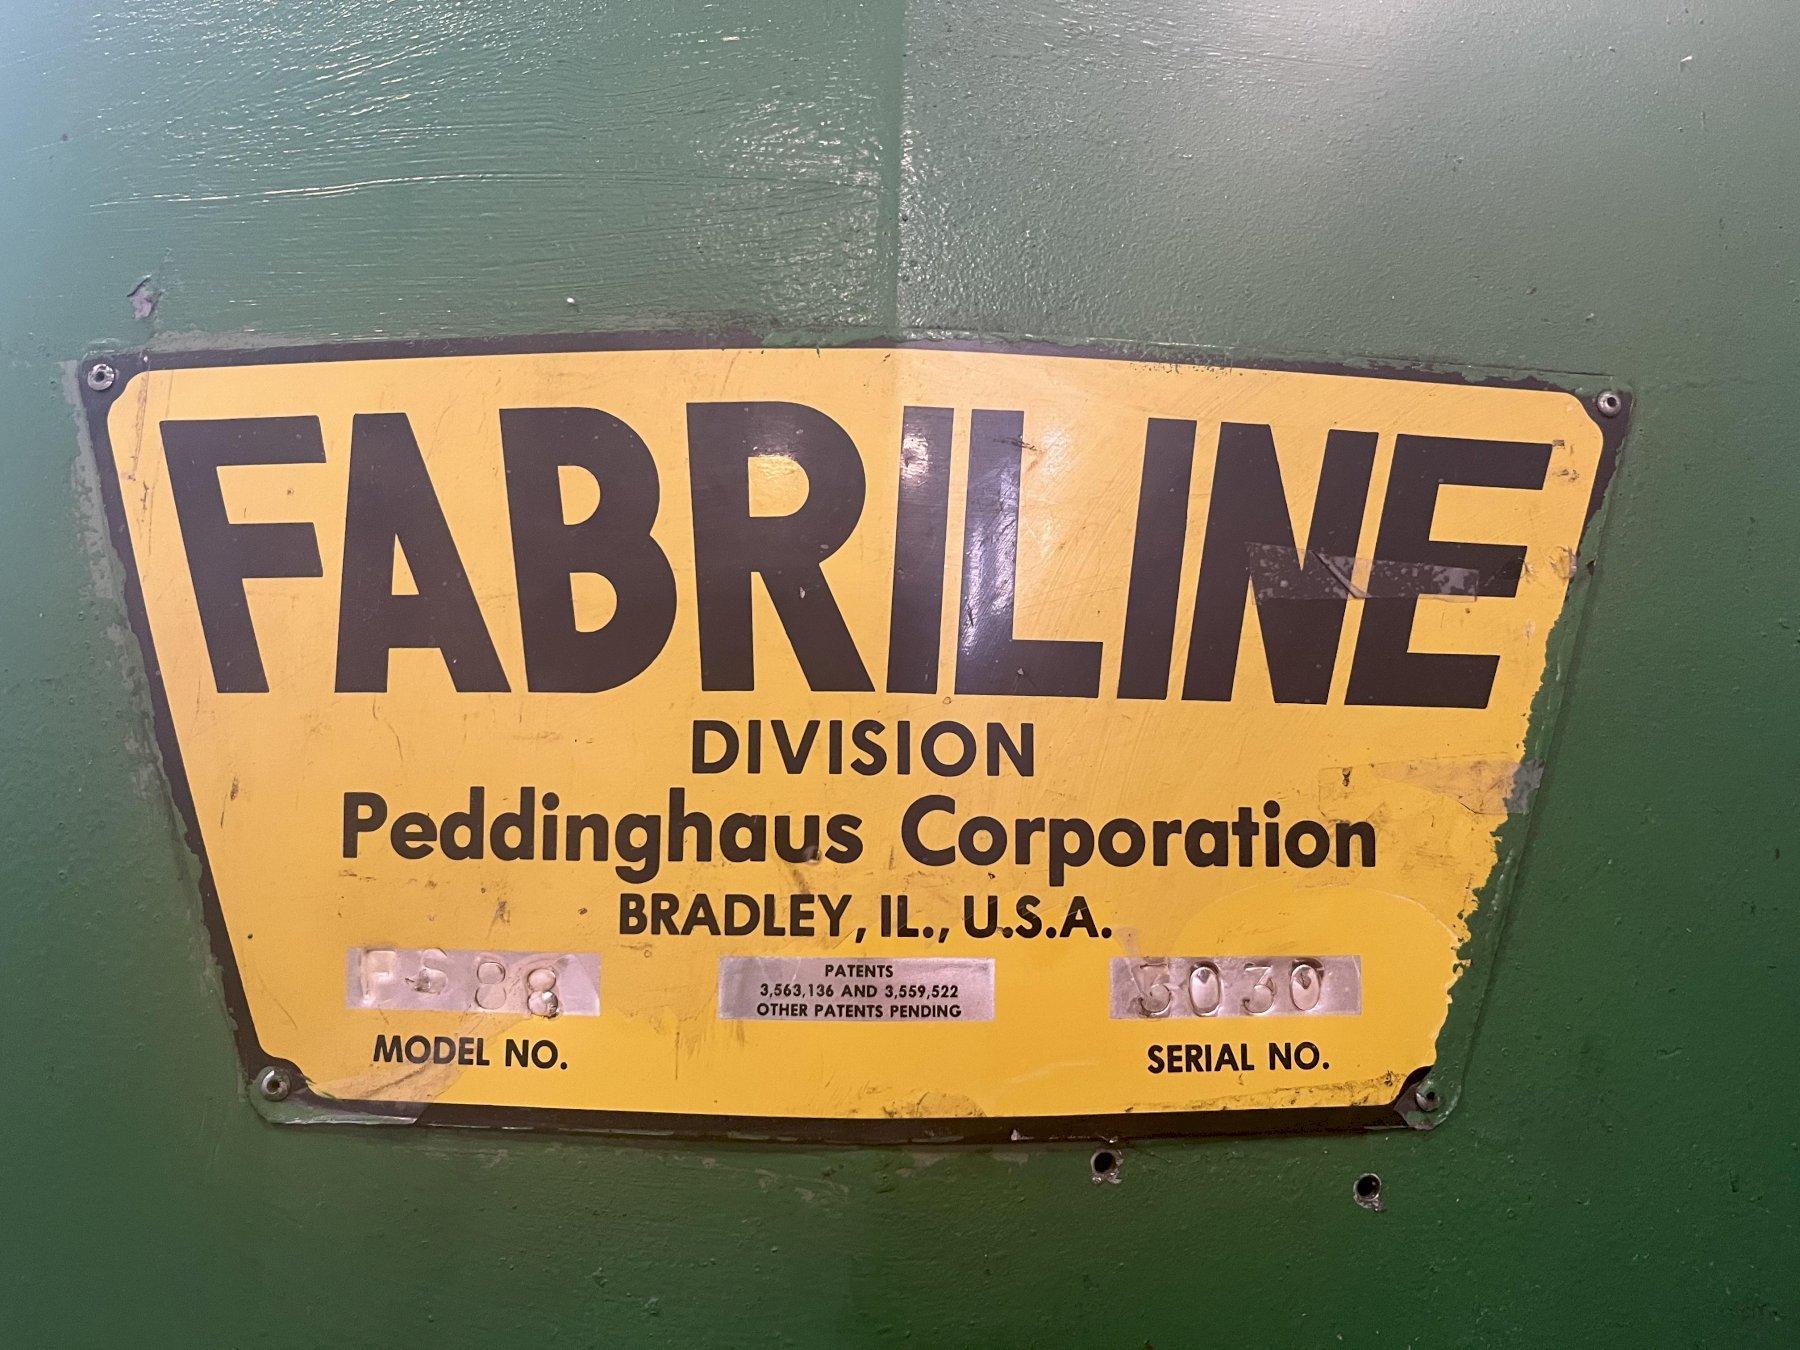 FABRILINE
DIVISION
Peddinghaus Corporation
BRADLEY, IL., U.S.A.
PATENTS
3,563,136 AND 3,559,522
OTHER PATENTS PENDING
3030
MODEL NO.
SERIAL NO.